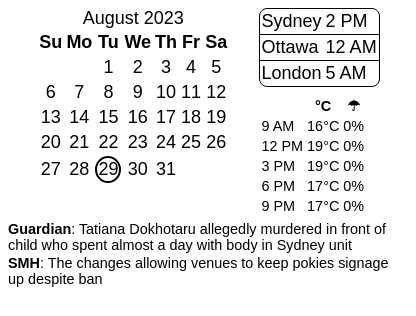 August 2023
Su Mo Tu We Th Fr Sa
1 2 3 4 5
6 7 8 9 10 11 12
13 14 15 16 17 18 19
20 21 22 23 24 25 26
27 28 29 30 31
Sydney 2 PM
Ottawa 12 AM
London 5 AM
°C ☂
9 AM 16°C 0%
12 PM 19°C 0%
3 PM 19°C 0%
6 PM 17°C 0%
9 PM 17°C 0%
Guardian: Tatiana Dokhotaru allegedly murdered in front of
child who spent almost a day with body in Sydney unit
SMH: The changes allowing venues to keep pokies signage
up despite ban